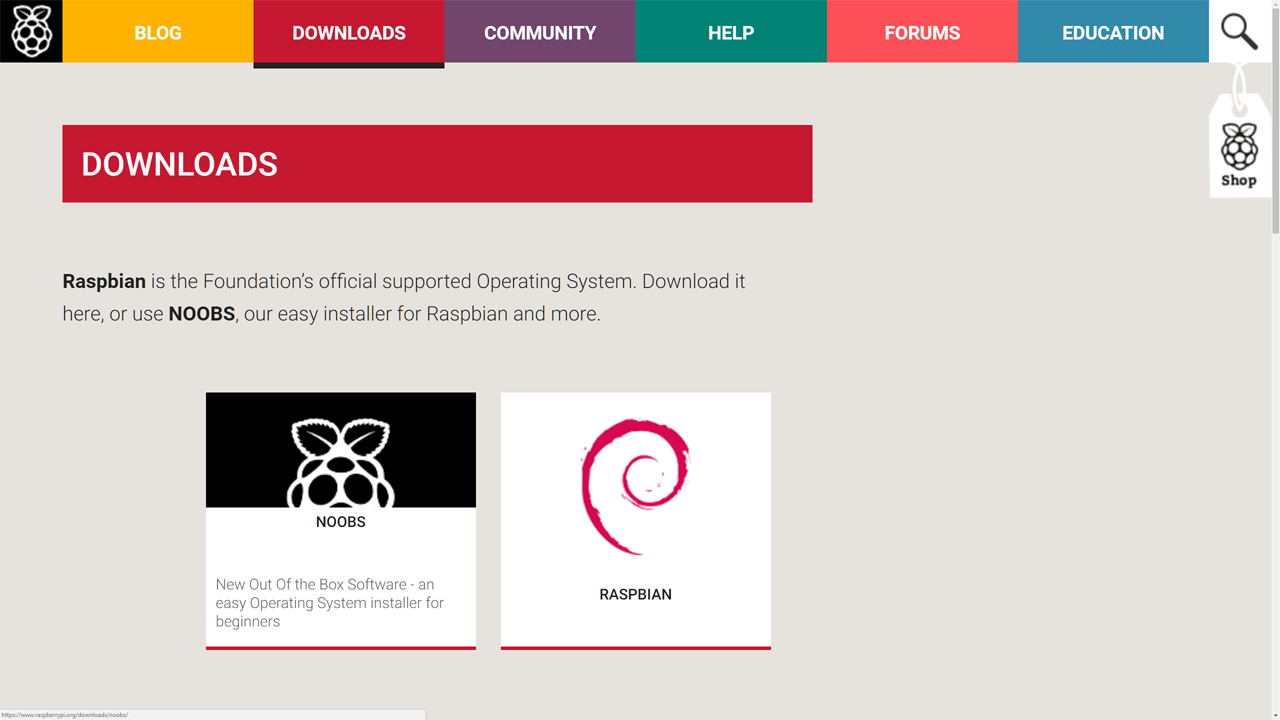 BLOG
DOWNLOADS
COMMUNITY
HELP
FORUMS
EDUCATION
Shop
DOWNLOADS
Raspbian is the Foundation’s official supported Operating System. Download it
here, or use NOOBS, our easy installer for Raspbian and more.
NOOBS
New Out Of the Box Software - an
easy Operating System installer for
beginners
RASPBIAN
https://www.raspberrypi.org/downloads/noobs/